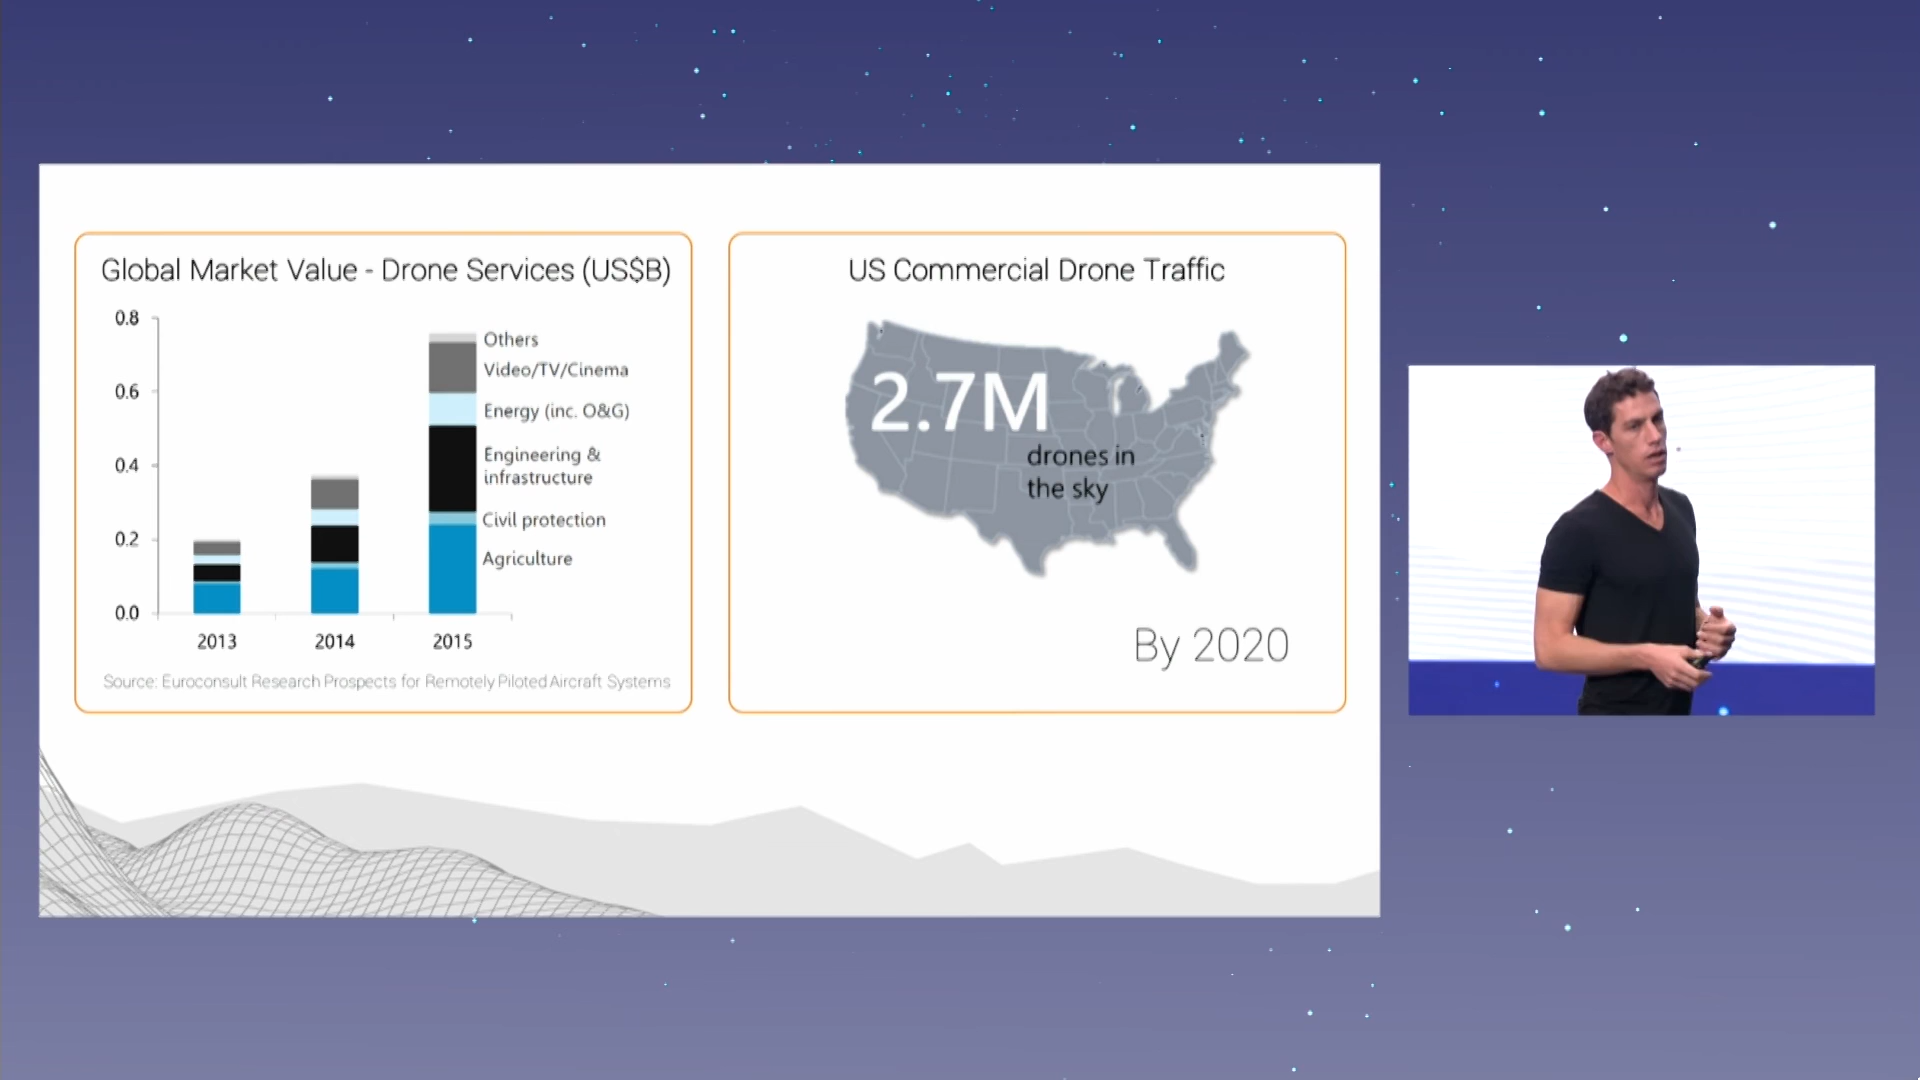 Global Market Value - Drone Services (US$B)
0.8
0.6
0.4
0.2
0.0
Others
Video/TV/Cinema
Energy (inc. O&G)
Engineering &
infrastructure
Civil protection
Agriculture
2013
2014
2015
Source: Euroconsult Research Prospects for Remotely Piloted Aircraft Systems
US Commercial Drone Traffic
2.7M
drones in
the sky
By 2020